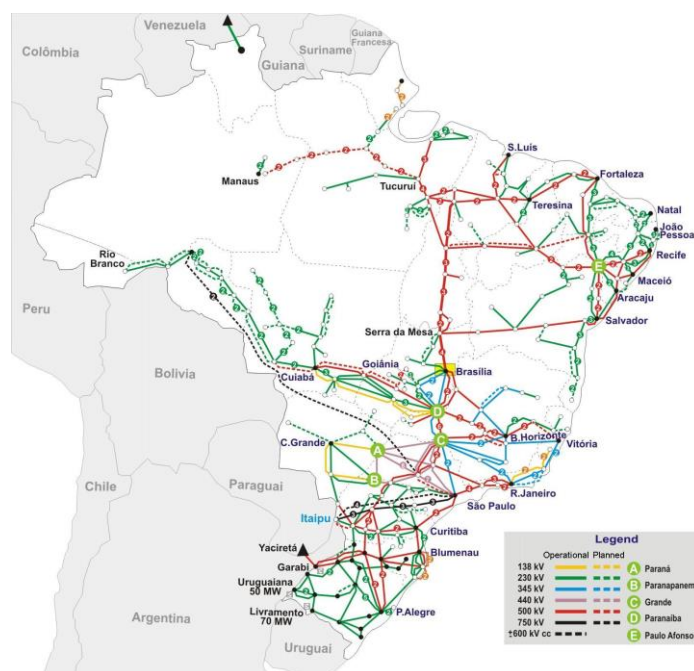 Venezuela
Colômbia
Guiana
Suriname
Guiana
Francesa
Manaus
Tucuruí
S.Luís
Fortaleza
Teresina
Natal
João
Pessoa
Recife
Maceió
Aracaju
Salvador
E
Rio
Branco
Peru
Serra da Mesa
Bolivia
Cuiabá
Goiânia
Brasília
D
C.Grande
A
B
C
B.Horizonte
Vitória
R.Janeiro
São Paulo
Chile
Paraguai
Itaipu
Curitiba
Blumenau
Yaciretá
Garabi
Uruguaiana
50 MW
Livramento
70 MW
P.Alegre
Argentina
Uruguai
Legend
Operational Planned
138 kV A Paraná
230 kV B Paranapanem
345 kV
440 kV C Grande
500 kV D Paranaíba
750 kV
±600 kV cc E Paulo Afonso